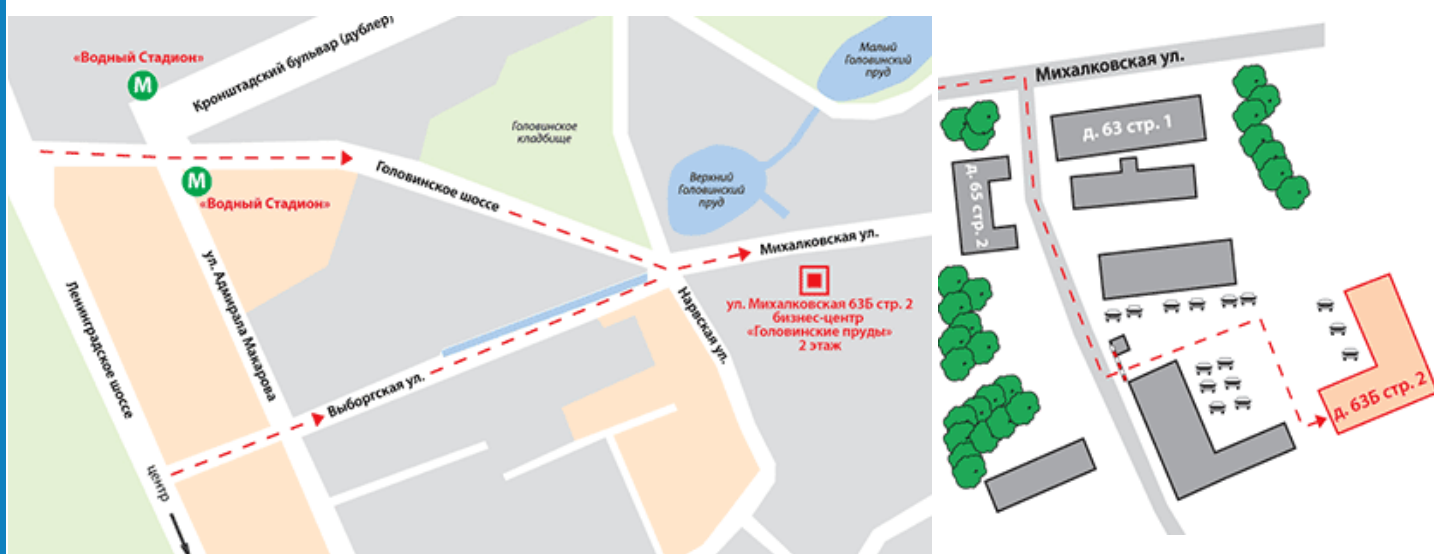 «Водный Стадион»
М
Кронштадский бульвар (дублер)
Малый
Головинский
пруд
Головинское
кладбище
Верхний
Головинский
пруд
М
«Водный Стадион»
Головинское шоссе
Михалковская ул.
ул. Михалковская 63Б стр. 2
бизнес-центр
«Головинские пруды»
2 этаж
Нарвская ул.
ул. Адмирала Макарова
Ленинградское шоссе
Выборгская ул.
центр
Михалковская ул.
д. 63 стр. 1
д. 65 стр. 2
д. 63Б стр. 2